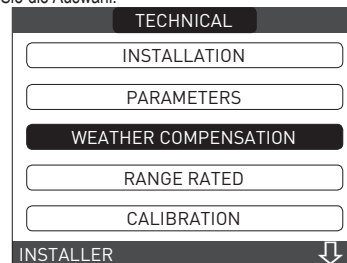 Sie die Auswahl.
TECHNICAL
INSTALLATION
PARAMETERS
WEATHER COMPENSATION
RANGE RATED
CALIBRATION
INSTALLER